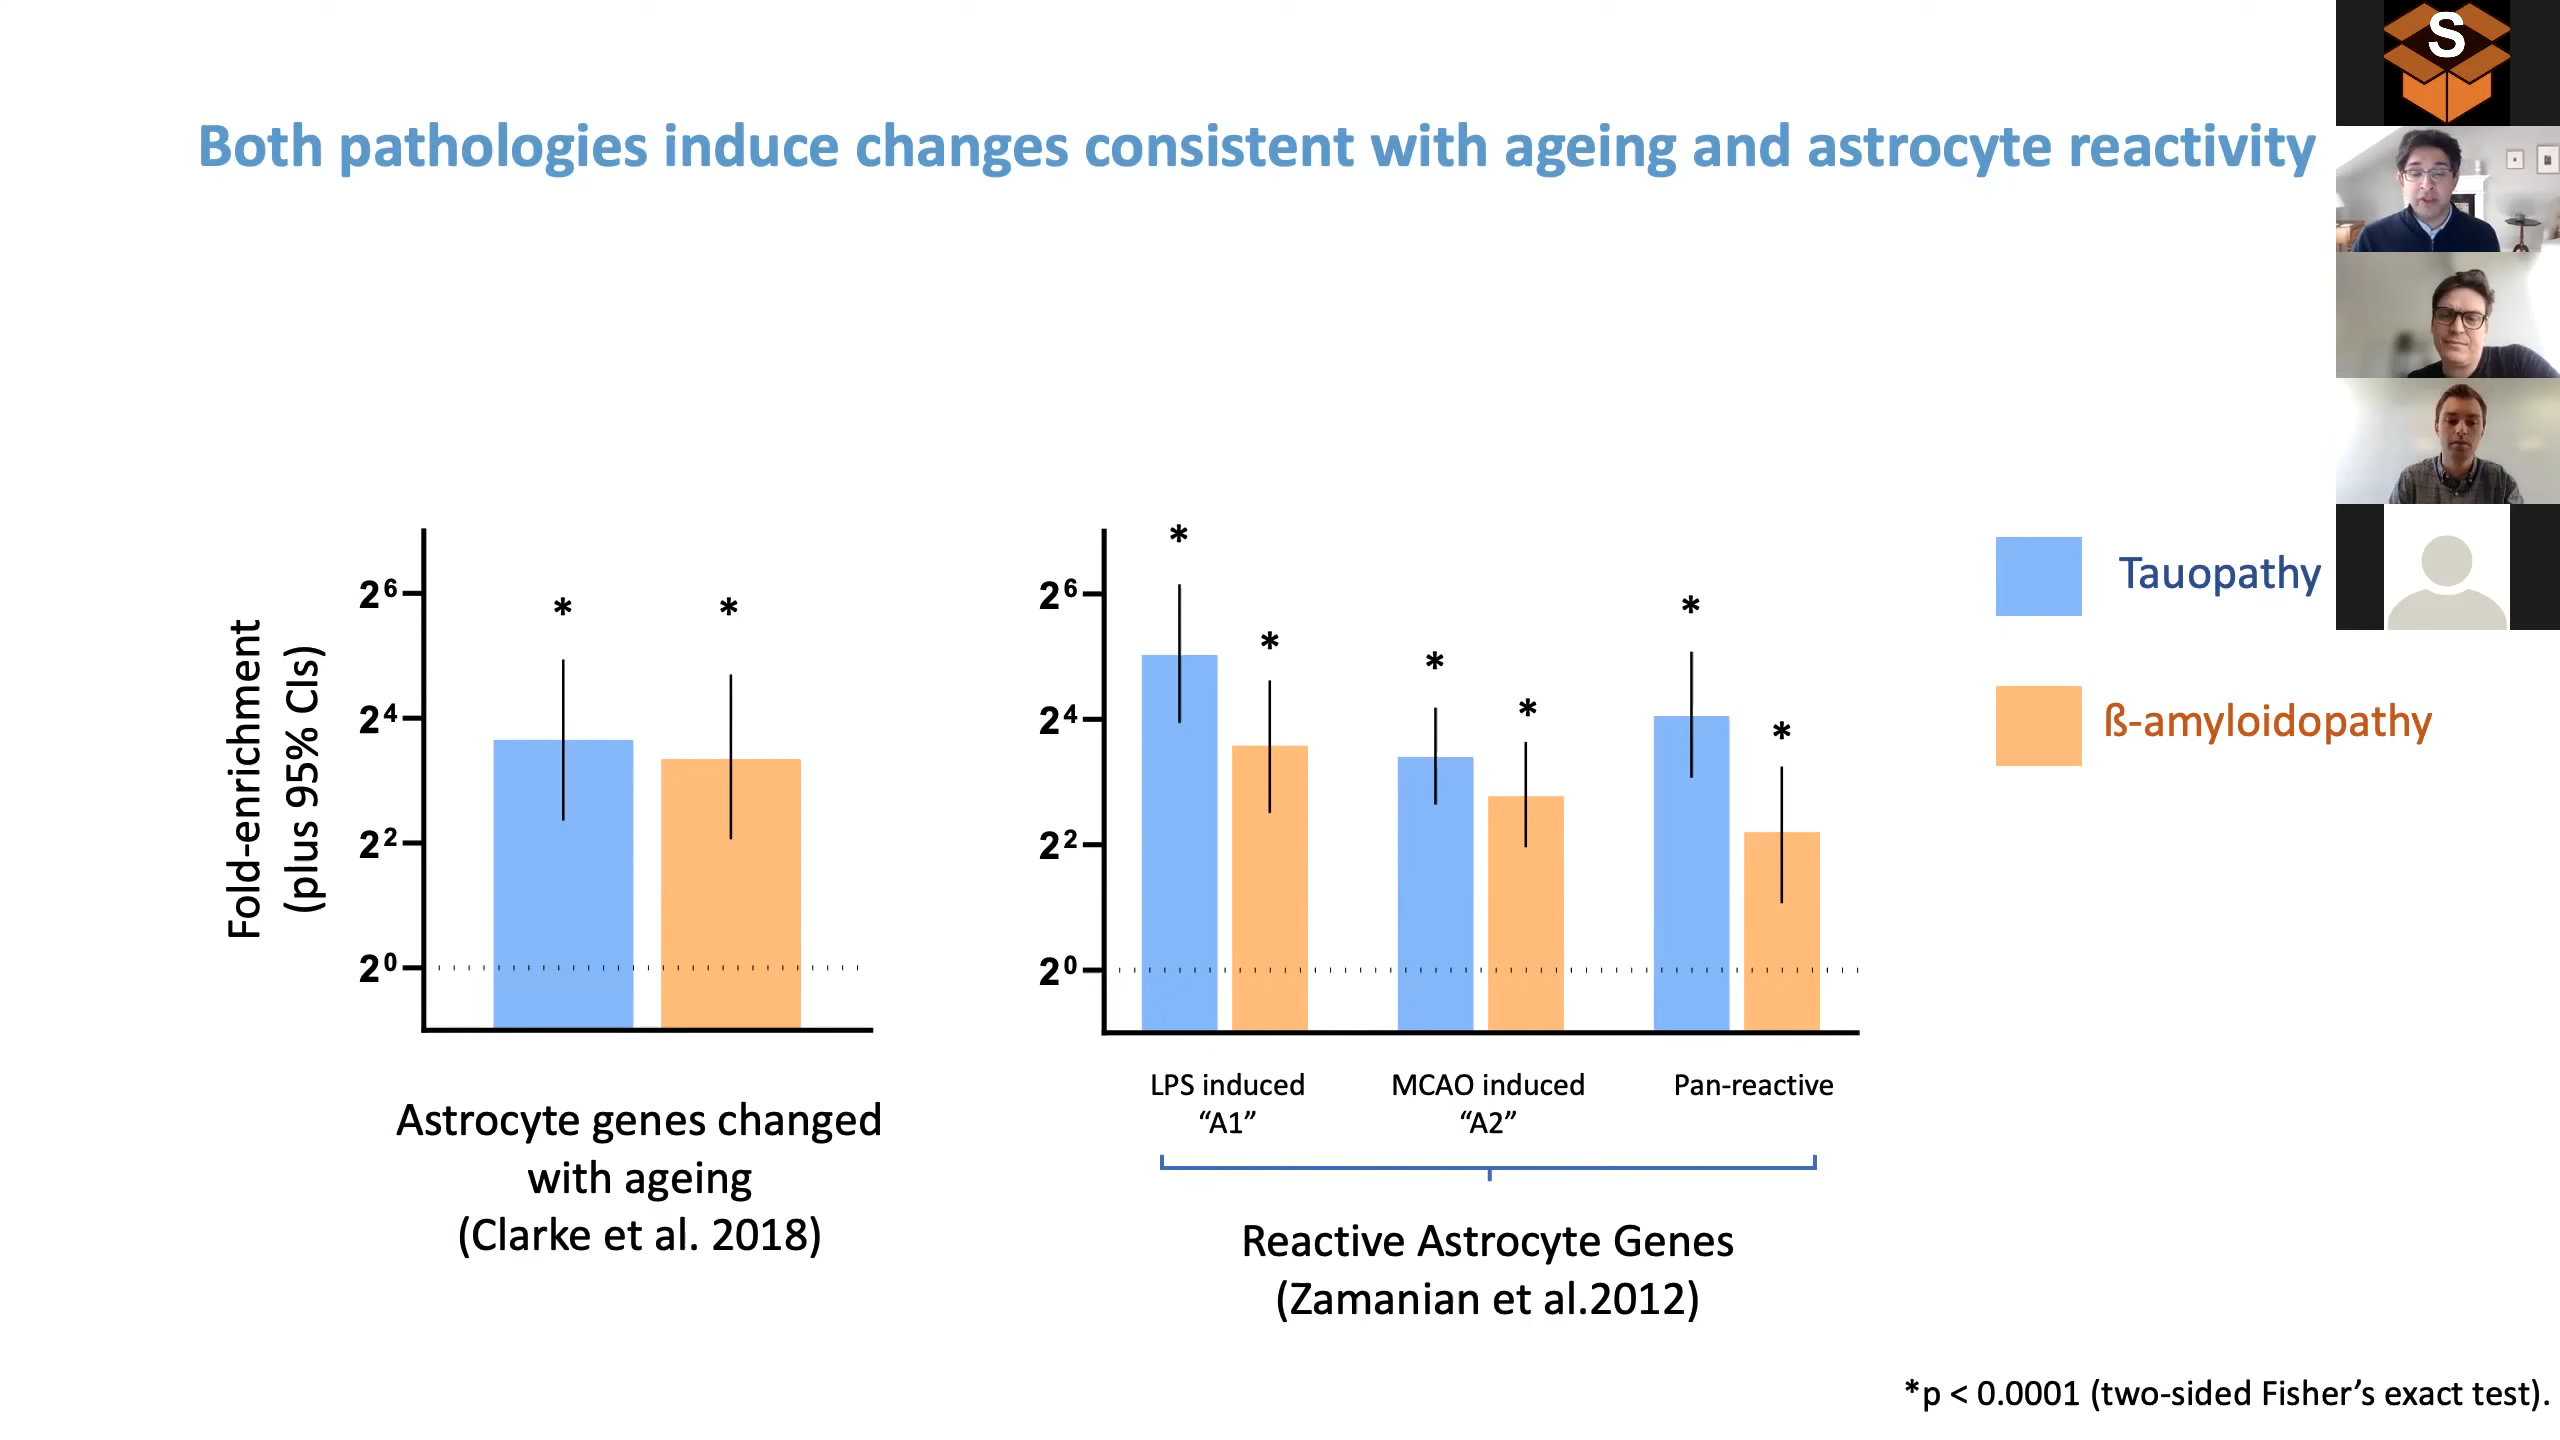 S
Both pathologies induce changes consistent with ageing and astrocyte reactivity
Fold-enrichment
(plus 95% CIs)
2⁶
2⁴
2²
2⁰
*
*
Astrocyte genes changed
with ageing
(Clarke et al. 2018)
2⁶
2⁴
2²
2⁰
*
*
*
*
*
*
LPS induced
“A1”
MCAO induced
“A2”
Pan-reactive
Reactive Astrocyte Genes
(Zamanian et al.2012)
Tauopathy
ß-amyloidopathy
*p < 0.0001 (two-sided Fisher’s exact test).